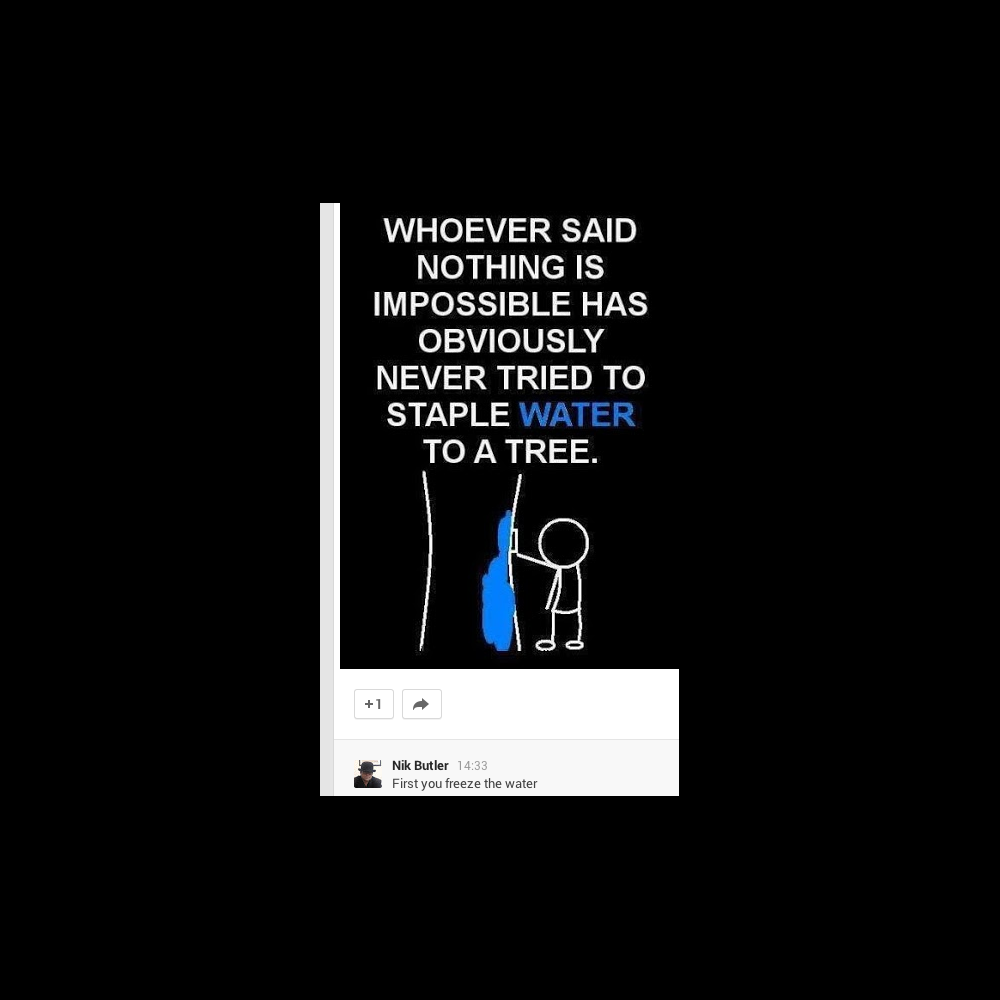 WHOEVER SAID
NOTHING IS
IMPOSSIBLE HAS
OBVIOUSLY
NEVER TRIED TO
STAPLE WATER
TO A TREE.
+1
Nik Butler 14:33
First you freeze the water